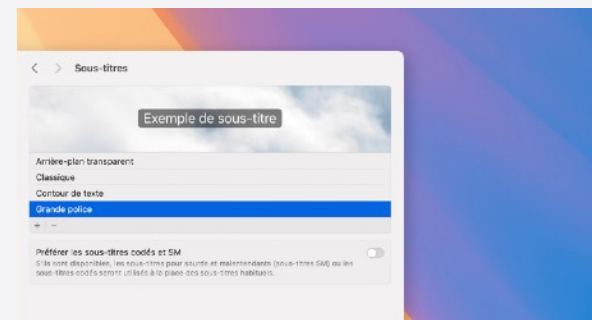 Sous-titres
Exemple de sous-titre
Arrière-plan transparent
Classique
Contour de texte
Grande police
+ −
Préférer les sous-titres codés et SM
S'ils sont disponibles, les sous-titres pour sourds et malentendants (sous-titres SM) ou les
sous-titres codés seront utilisés à la place des sous-titres habituels.